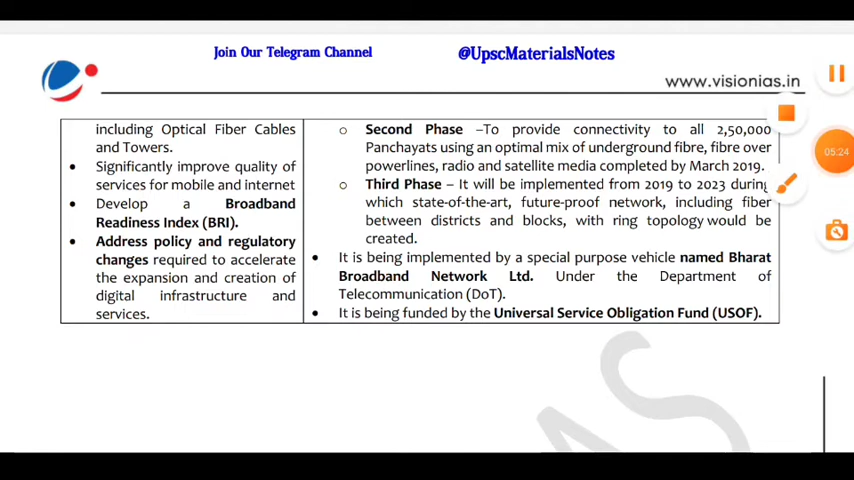 Join Our Telegram Channel @UpscMaterialsNotes
www.visionias.in
including Optical Fiber Cables
and Towers.
• Significantly improve quality of
services for mobile and internet
• Develop a Broadband
Readiness Index (BRI).
• Address policy and regulatory
changes required to accelerate
the expansion and creation of
digital infrastructure and
services.
o Second Phase –To provide connectivity to all 2,50,000
Panchayats using an optimal mix of underground fibre, fibre over
powerlines, radio and satellite media completed by March 2019.
o Third Phase – It will be implemented from 2019 to 2023 during
which state-of-the-art, future-proof network, including fiber
between districts and blocks, with ring topology would be
created.
• It is being implemented by a special purpose vehicle named Bharat
Broadband Network Ltd. Under the Department of
Telecommunication (DoT).
• It is being funded by the Universal Service Obligation Fund (USOF).
05:24